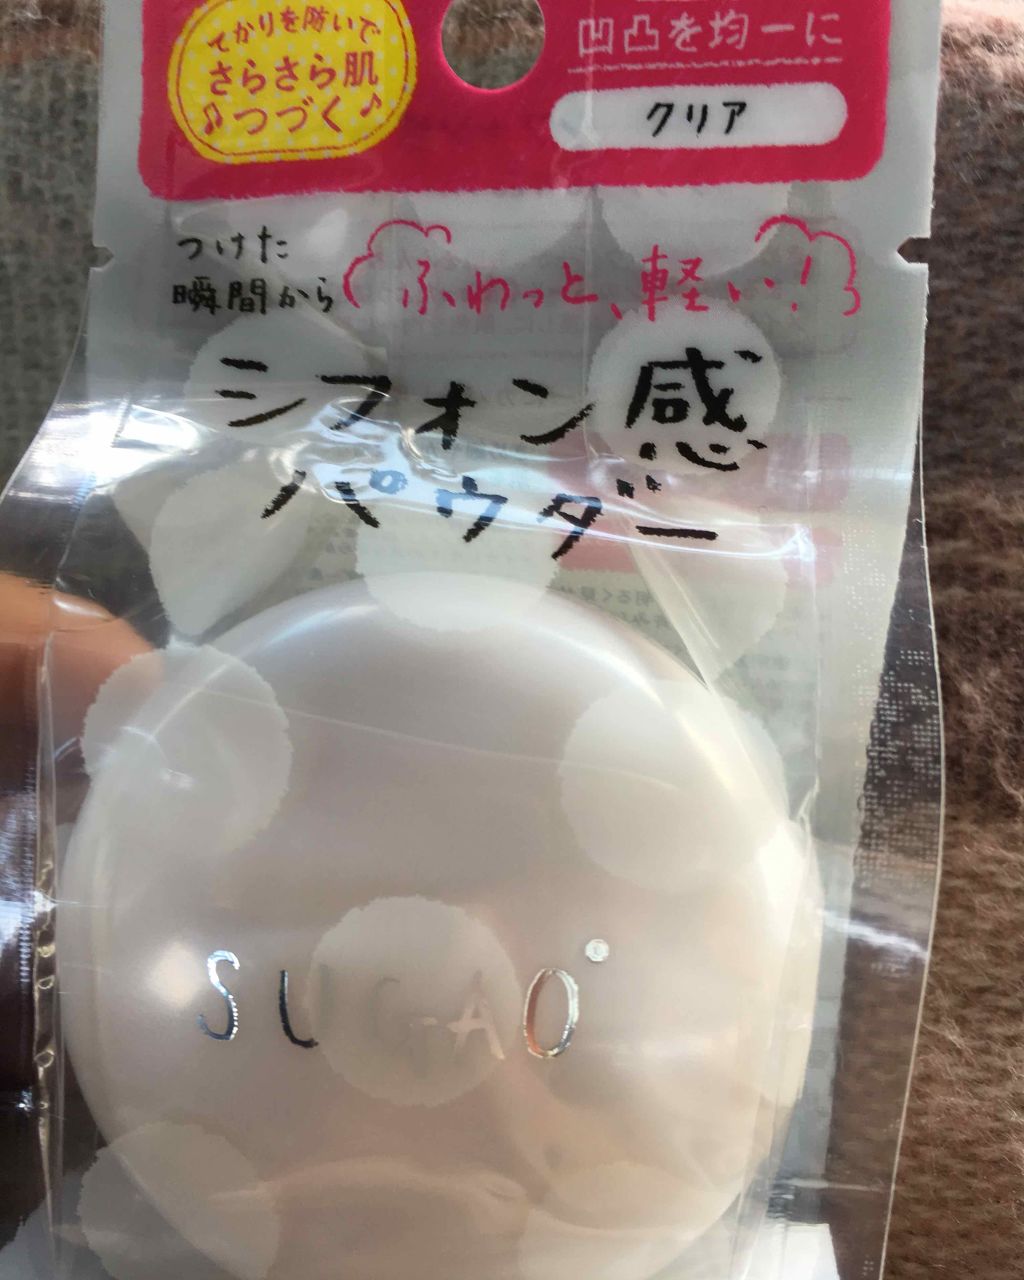 てかりを防いで
さらさら肌
♪つづく♪
凹凸を均一に
クリア
つけた
瞬間から
ふわっと、軽い!
シフォン感
パウダー
SUGAO